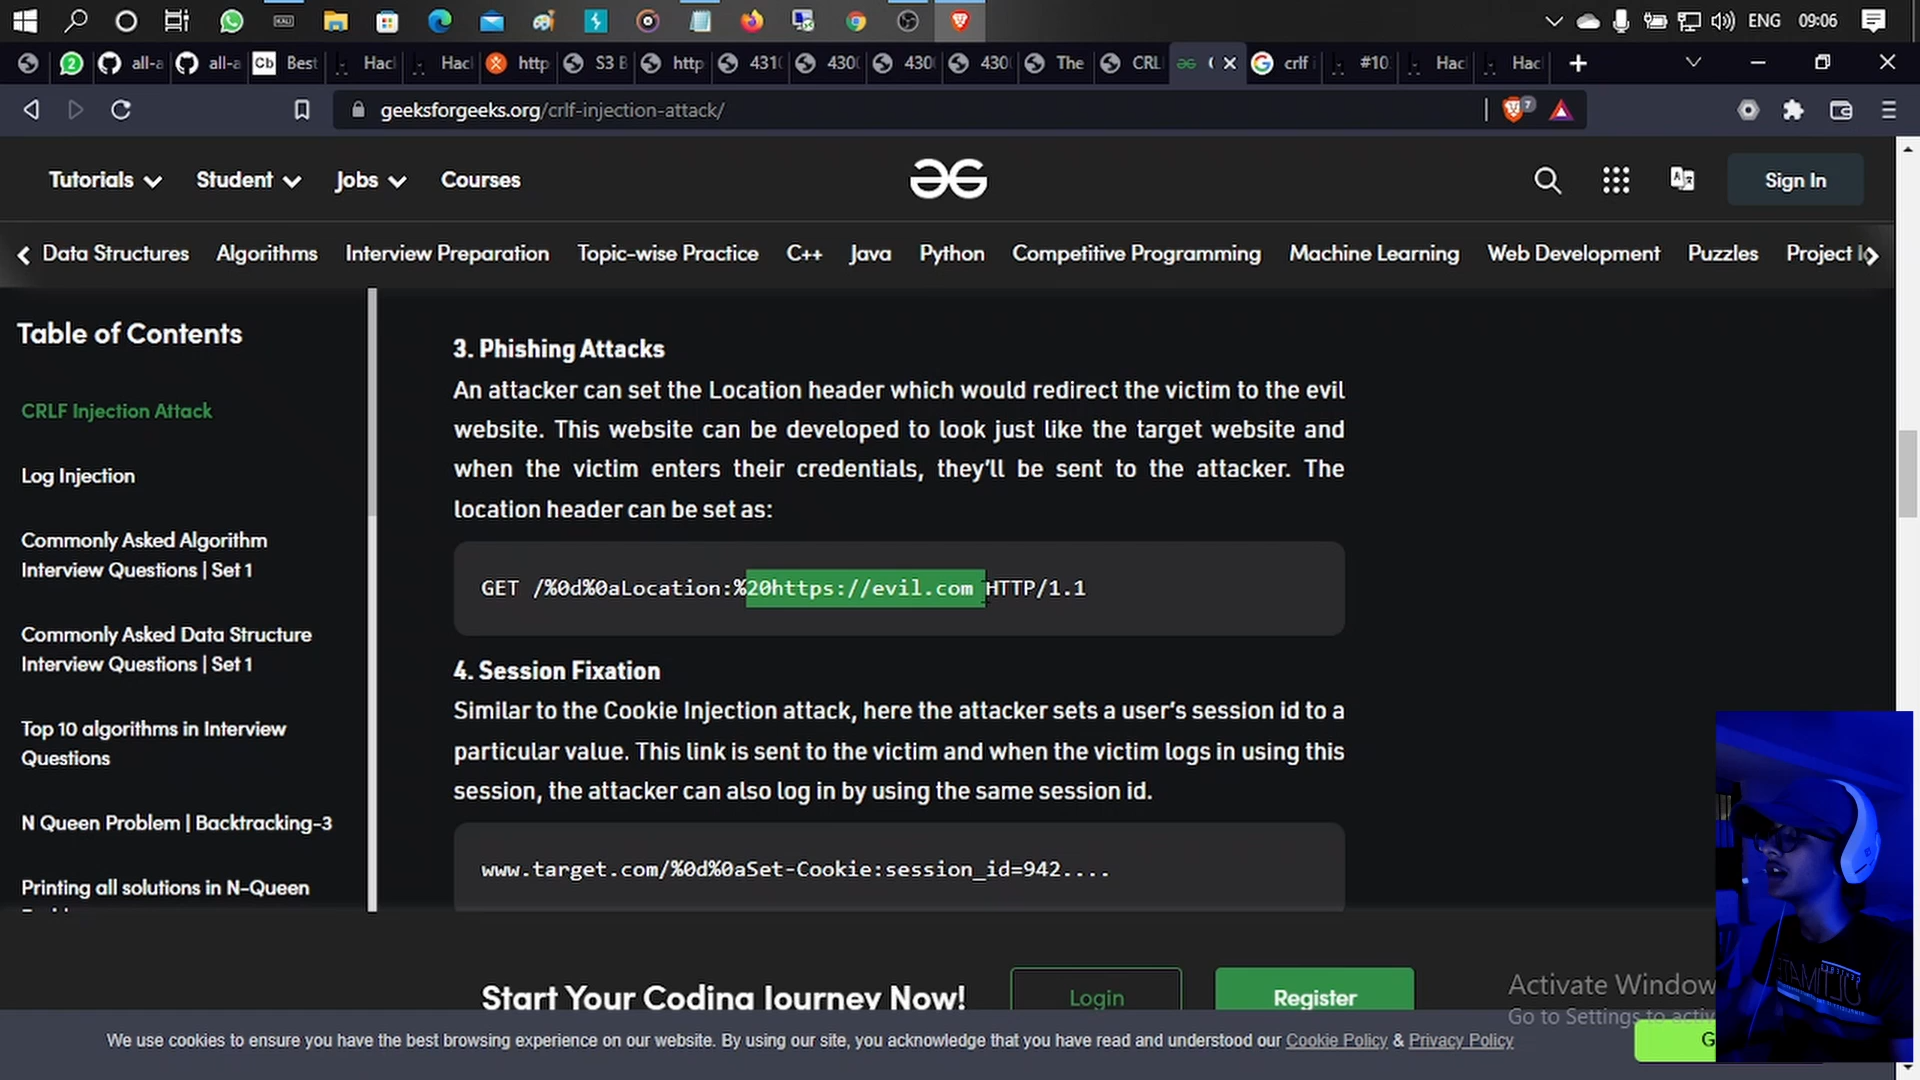 ENG 09:06
all-a all-a Cb Best Hacl Hacl http S3 B http 4310 430 430 430 The CRL crlf #10 Hacl Hacl
geeksforgeeks.org/crlf-injection-attack/
7
Tutorials Student Jobs Courses Sign In
Data Structures Algorithms Interview Preparation Topic-wise Practice C++ Java Python Competitive Programming Machine Learning Web Development Puzzles Project
Table of Contents
CRLF Injection Attack
Log Injection
Commonly Asked Algorithm
Interview Questions | Set 1
Commonly Asked Data Structure
Interview Questions | Set 1
Top 10 algorithms in Interview
Questions
N Queen Problem | Backtracking-3
Printing all solutions in N-Queen
3. Phishing Attacks
An attacker can set the Location header which would redirect the victim to the evil
website. This website can be developed to look just like the target website and
when the victim enters their credentials, they’ll be sent to the attacker. The
location header can be set as:
GET /%0d%0aLocation:%20https://evil.com HTTP/1.1
4. Session Fixation
Similar to the Cookie Injection attack, here the attacker sets a user’s session id to a
particular value. This link is sent to the victim and when the victim logs in using this
session, the attacker can also log in by using the same session id.
www.target.com/%0d%0aSet-Cookie:session_id=942....
Start Your Coding Journey Now!
Login
Register
Activate Window
Go to Settings to activ
We use cookies to ensure you have the best browsing experience on our website. By using our site, you acknowledge that you have read and understood our Cookie Policy & Privacy Policy
G